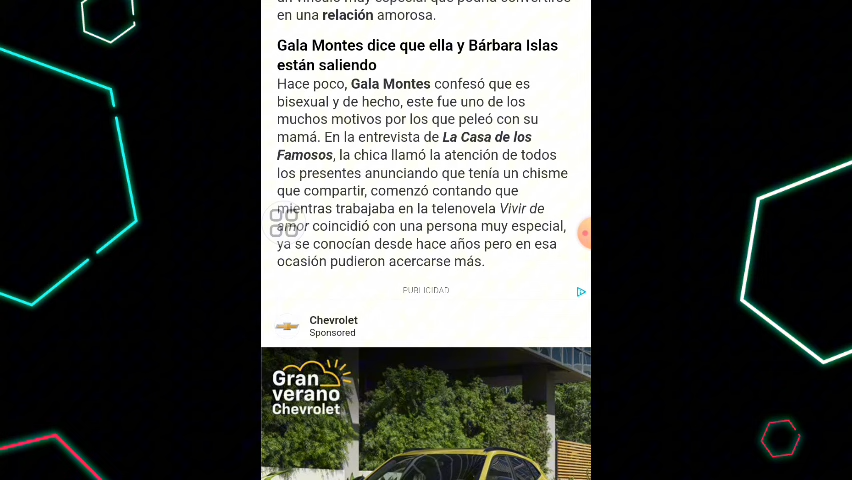 en una relación amorosa.
Gala Montes dice que ella y Bárbara Islas
están saliendo
Hace poco, Gala Montes confesó que es
bisexual y de hecho, este fue uno de los
muchos motivos por los que peleó con su
mamá. En la entrevista de La Casa de los
Famosos, la chica llamó la atención de todos
los presentes anunciando que tenía un chisme
que compartir, comenzó contando que
mientras trabajaba en la telenovela Vivir de
amor coincidió con una persona muy especial,
ya se conocían desde hace años pero en esa
ocasión pudieron acercarse más.
PUBLICIDAD
Chevrolet
Sponsored
Gran
verano
Chevrolet